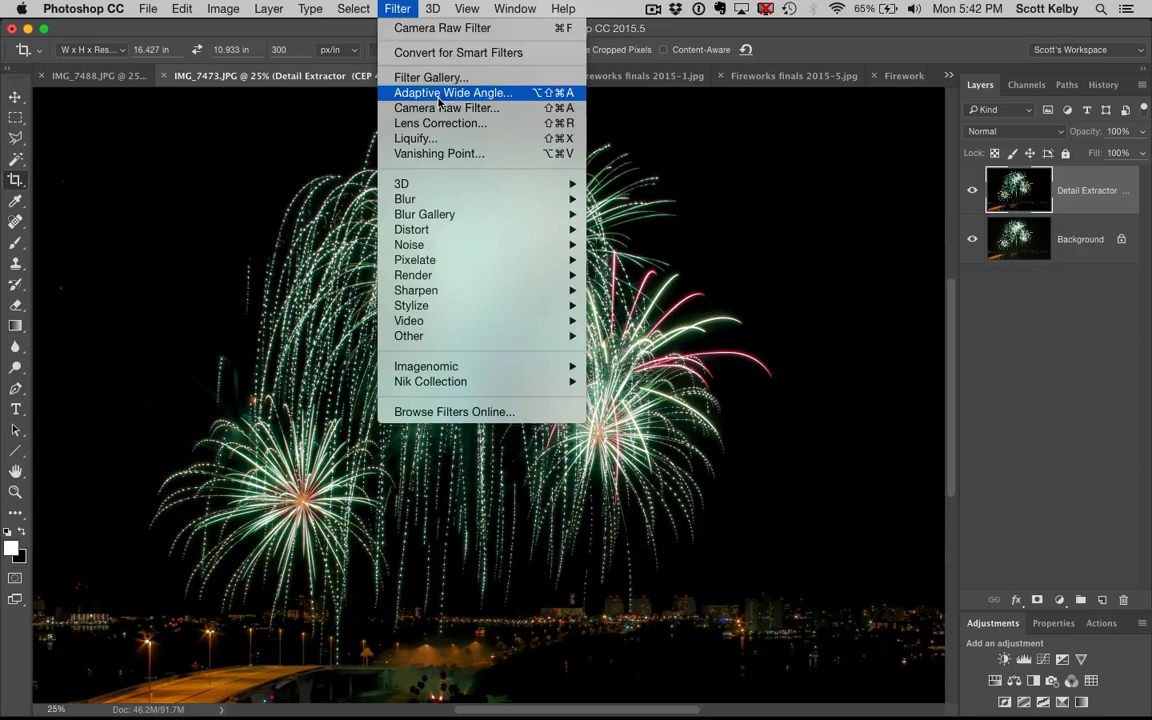 Photoshop CC File Edit Image Layer Type Select Filter 3D View Window Help 65% Mon 5:42 PM Scott Kelby
CC 2015.5
W x H x Res... 16.427 in 10.933 in 300 px/in Cropped Pixels Content-Aware Scott's Workspace
IMG_7488.JPG @ 25%... IMG_7473.JPG @ 25% (Detail Extractor (CEP 4 reworks finals 2015-1.jpg Fireworks finals 2015-5.jpg Firework
Camera Raw Filter ⌘F
Convert for Smart Filters
Filter Gallery...
Adaptive Wide Angle... ⌥⇧⌘A
Camera Raw Filter... ⇧⌘A
Lens Correction... ⇧⌘R
Liquify... ⇧⌘X
Vanishing Point... ⌥⌘V
3D
Blur
Blur Gallery
Distort
Noise
Pixelate
Render
Sharpen
Stylize
Video
Other
Imagenomic
Nik Collection
Browse Filters Online...
Layers Channels Paths History
Kind
Normal Opacity: 100%
Lock: Fill: 100%
Detail Extractor ...
Background
Adjustments Properties Actions
Add an adjustment
25% Doc: 46.2M/91.7M